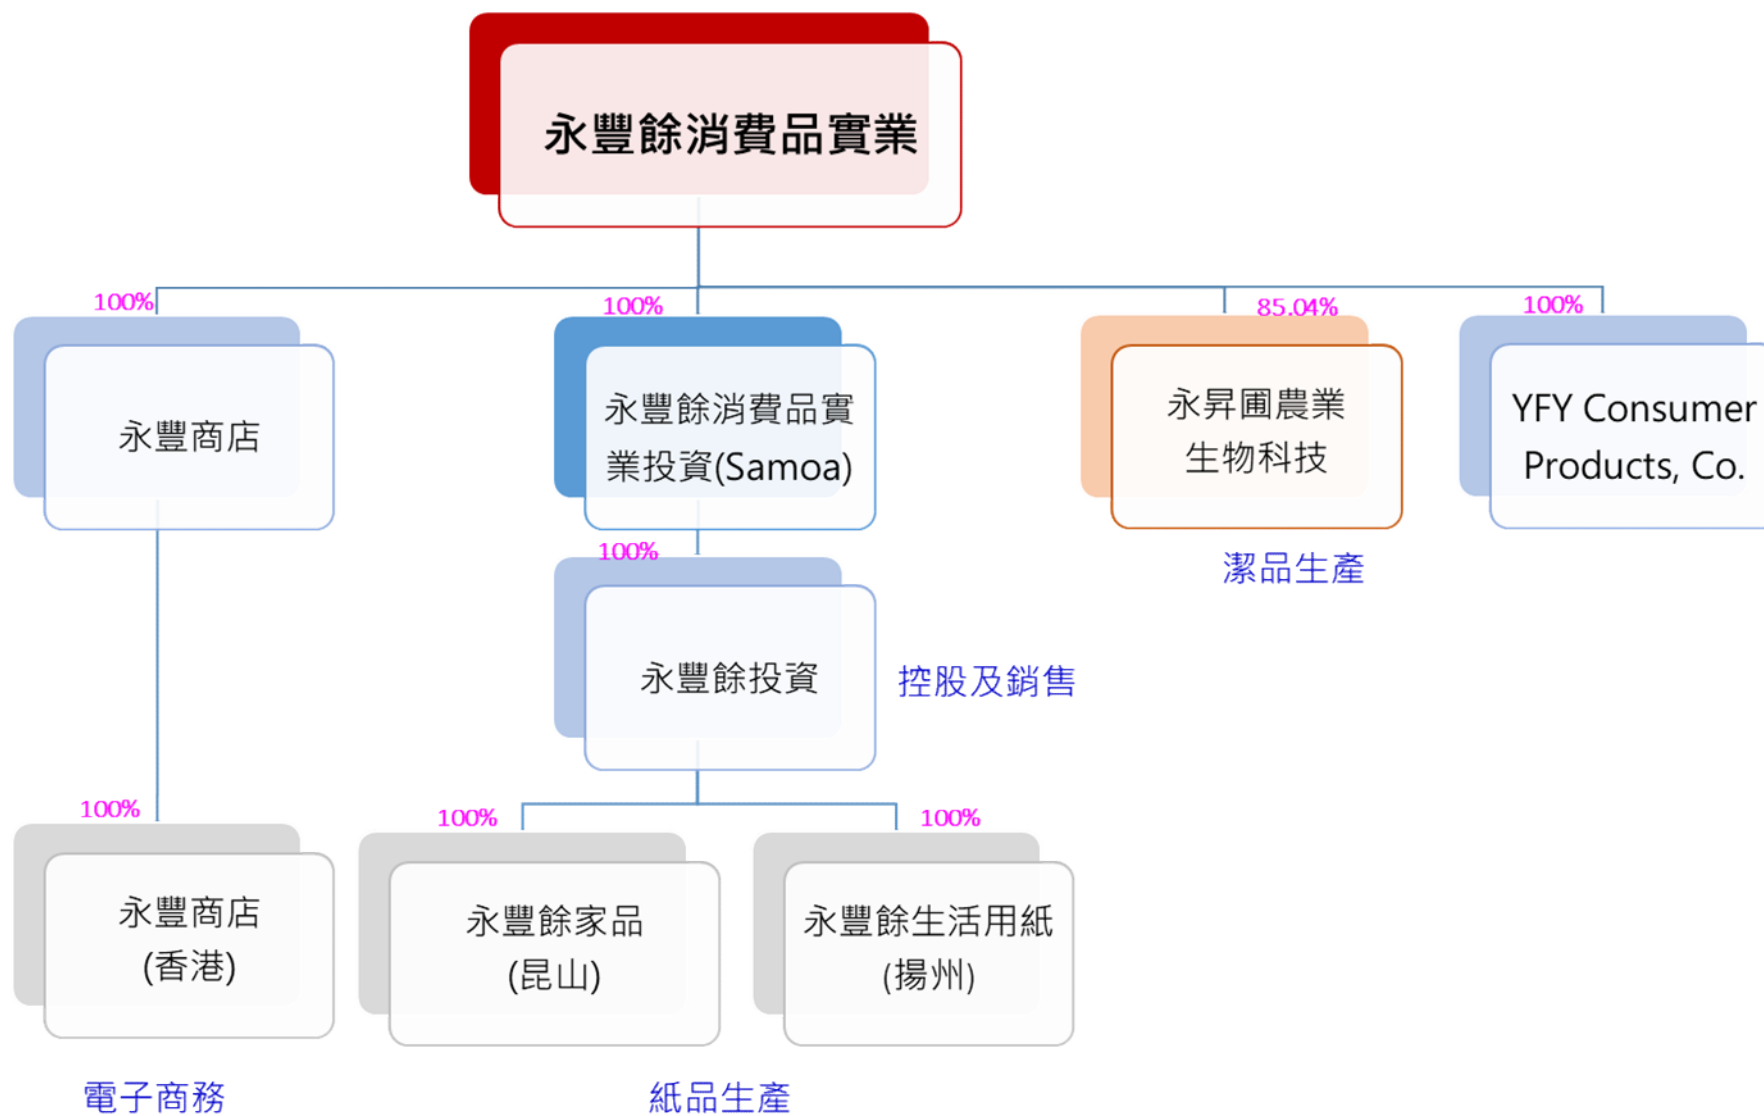 永豐餘消費品實業
100%
100%
85.04%
100%
永豐商店
永豐餘消費品實
業投資(Samoa)
永昇圃農業
生物科技
YFY Consumer
Products, Co.
潔品生產
100%
永豐餘投資
控股及銷售
100%
100%
100%
永豐商店
(香港)
永豐餘家品
(昆山)
永豐餘生活用紙
(揚州)
電子商務
紙品生產